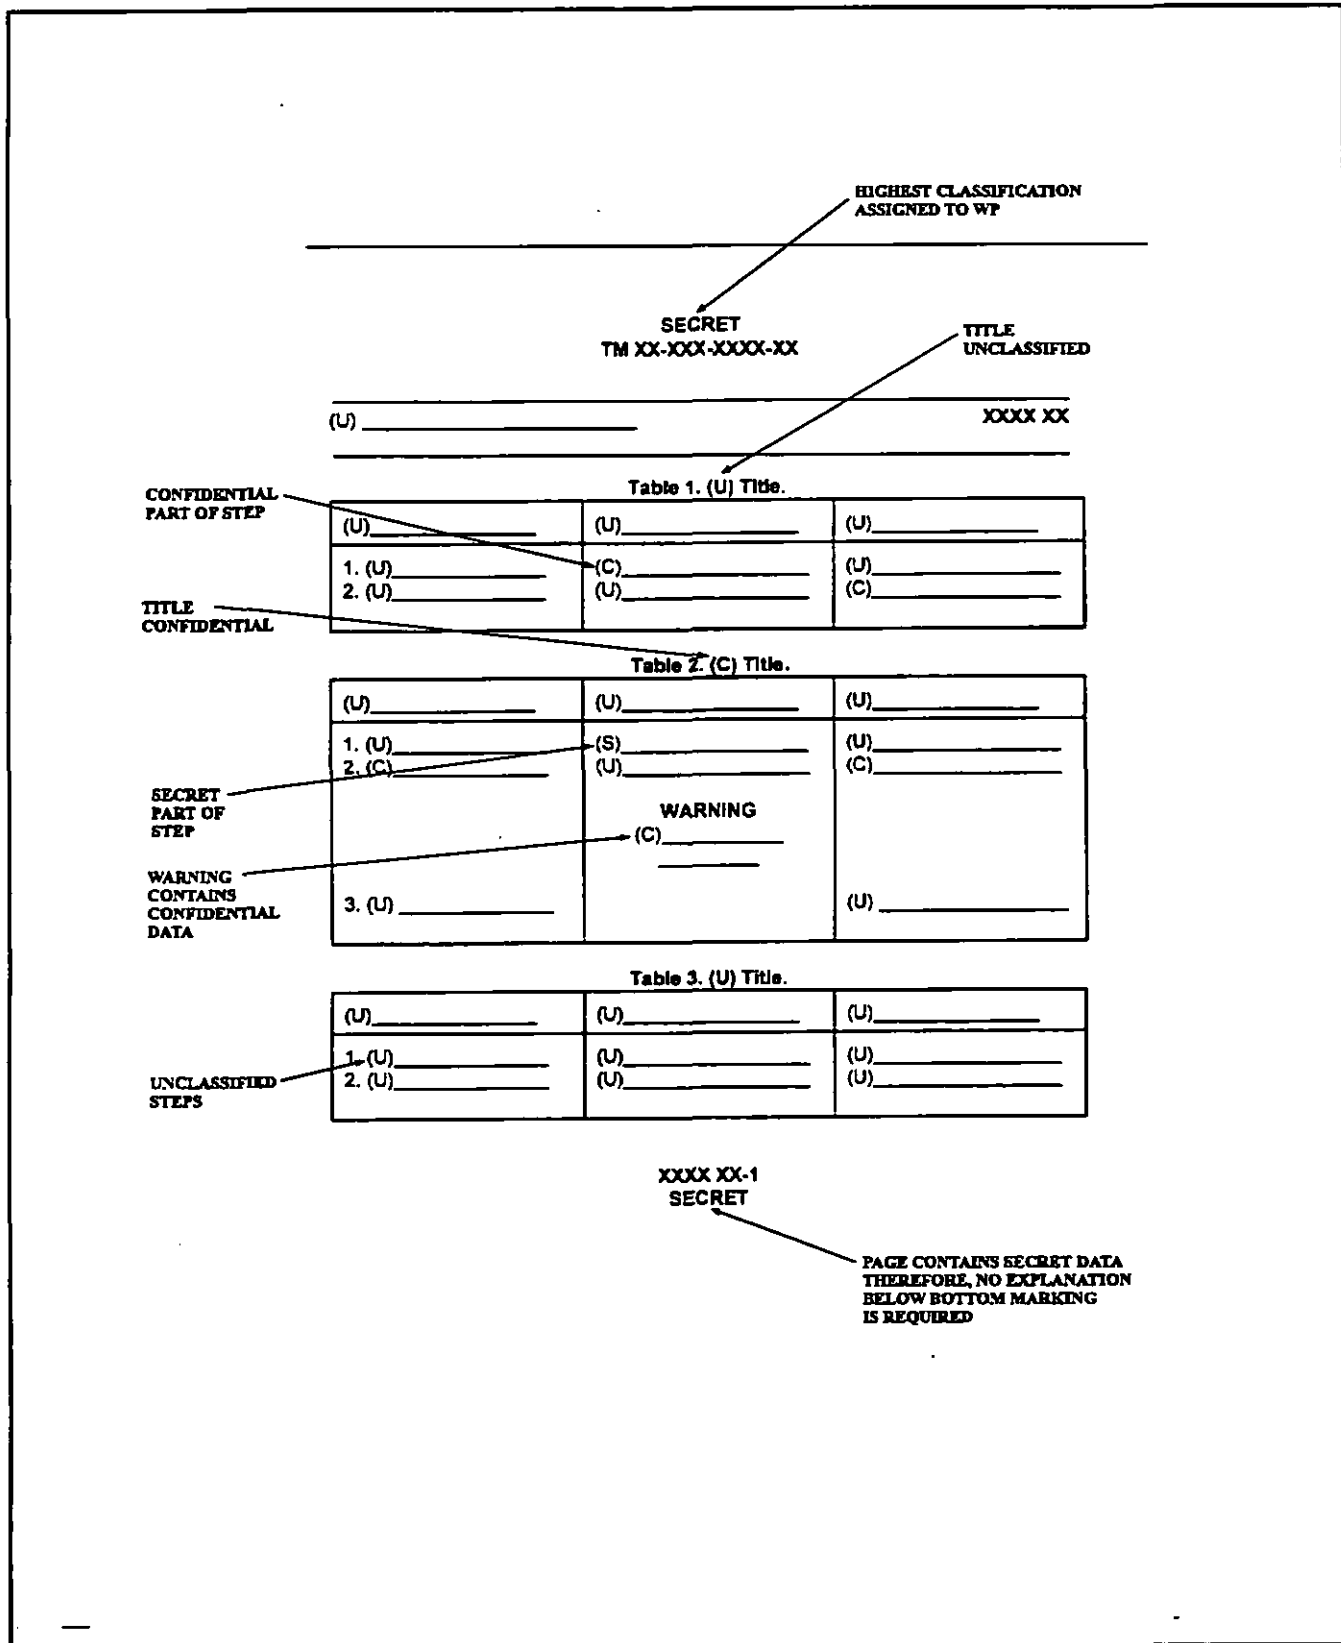 HIGHEST CLASSIFICATION
ASSIGNED TO WP
SECRET
TM XX-XXX-XXXX-XX
TITLE
UNCLASSIFIED
(U) XXXX XX
CONFIDENTIAL
PART OF STEP
Table 1. (U) Title.
(U) (U) (U)
1. (U) (C) (U)
2. (U) (U) (C)
TITLE
CONFIDENTIAL
Table 2. (C) Title.
(U) (U) (U)
1. (U) (S) (U)
2. (C) (U) (C)
SECRET
PART OF
STEP
WARNING
(C)
WARNING
CONTAINS
CONFIDENTIAL
DATA
3. (U) (U)
Table 3. (U) Title.
(U) (U) (U)
1. (U) (U) (U)
2. (U) (U) (U)
UNCLASSIFIED
STEPS
XXXX XX-1
SECRET
PAGE CONTAINS SECRET DATA
THEREFORE, NO EXPLANATION
BELOW BOTTOM MARKING
IS REQUIRED